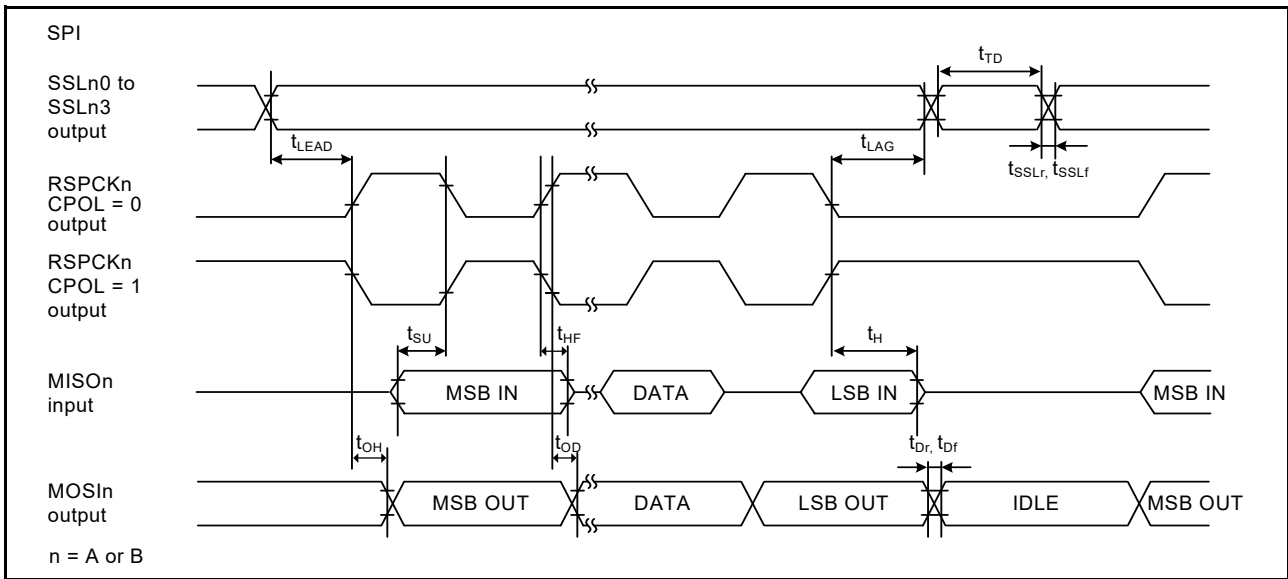 SPI
SSLn0 to
SSLn3
output
tTD
tLEAD
tLAG
tSSLr, tSSLf
RSPCKn
CPOL = 0
output
RSPCKn
CPOL = 1
output
tSU
tHF
tH
MISOn
input
MSB IN
DATA
LSB IN
MSB IN
tOH
tOD
tDr, tDf
MOSIn
output
MSB OUT
DATA
LSB OUT
IDLE
MSB OUT
n = A or B